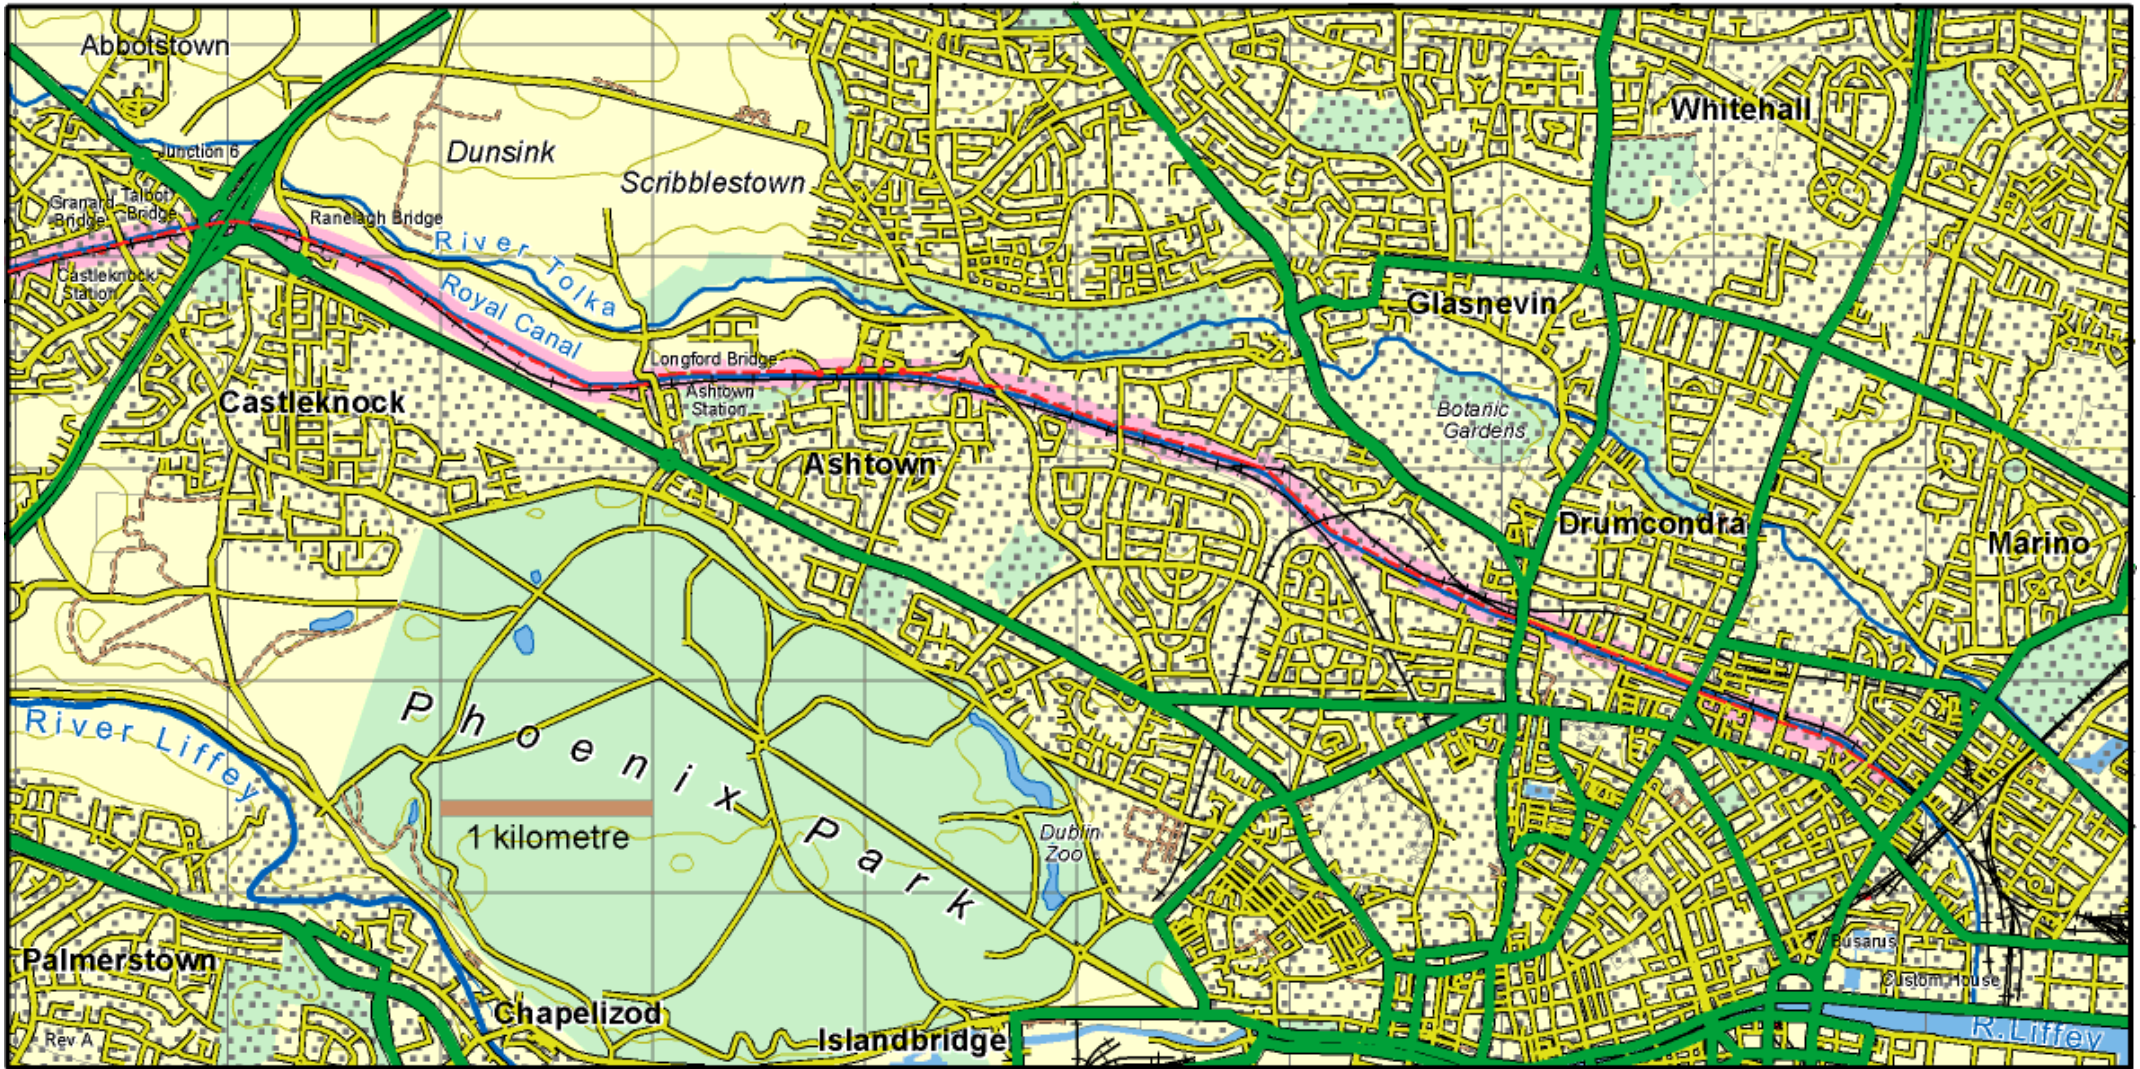 Abbotstown
Whitehall
Junction 6
Dunsink
Scribblestown
Granard
Bridge
Talbot
Bridge
Ranelagh Bridge
River Tolka
Castleknock
Station
Royal Canal
Glasnevin
Longford Bridge
Ashtown
Station
Castleknock
Botanic
Gardens
Ashtown
Drumcondra
Marino
River Liffey
Phoenix Park
1 kilometre
Dublin
Zoo
Palmerstown
Busarus
Custom House
Chapelizod
Rev A
Islandbridge
R.Liffey